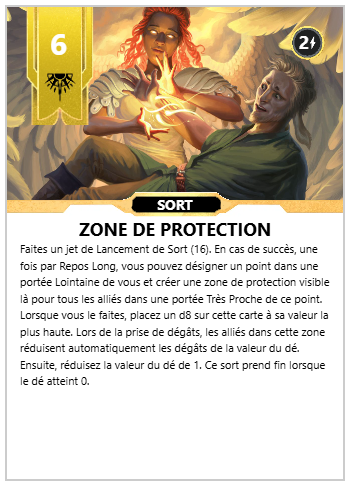 6
2
SORT
ZONE DE PROTECTION
Faites un jet de Lancement de Sort (16). En cas de succès, une
fois par Repos Long, vous pouvez désigner un point dans une
portée Lointaine de vous et créer une zone de protection visible
là pour tous les alliés dans une portée Très Proche de ce point.
Lorsque vous le faites, placez un d8 sur cette carte à sa valeur la
plus haute. Lors de la prise de dégâts, les alliés dans cette zone
réduisent automatiquement les dégâts de la valeur du dé.
Ensuite, réduisez la valeur du dé de 1. Ce sort prend fin lorsque
le dé atteint 0.